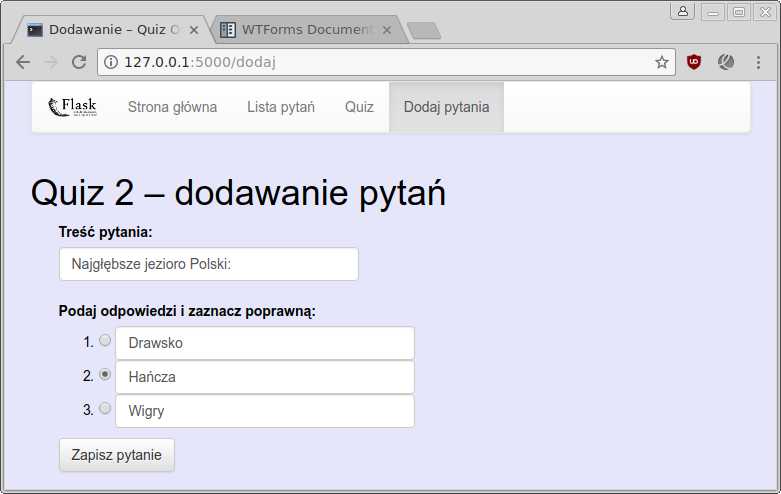 Dodawanie – Quiz
WTForms Document
127.0.0.1:5000/dodaj
Flask
Strona główna
Lista pytań
Quiz
Dodaj pytania
Quiz 2 – dodawanie pytań
Treść pytania:
Najgłębsze jezioro Polski:
Podaj odpowiedzi i zaznacz poprawną:
1. Drawsko
2. Hańcza
3. Wigry
Zapisz pytanie